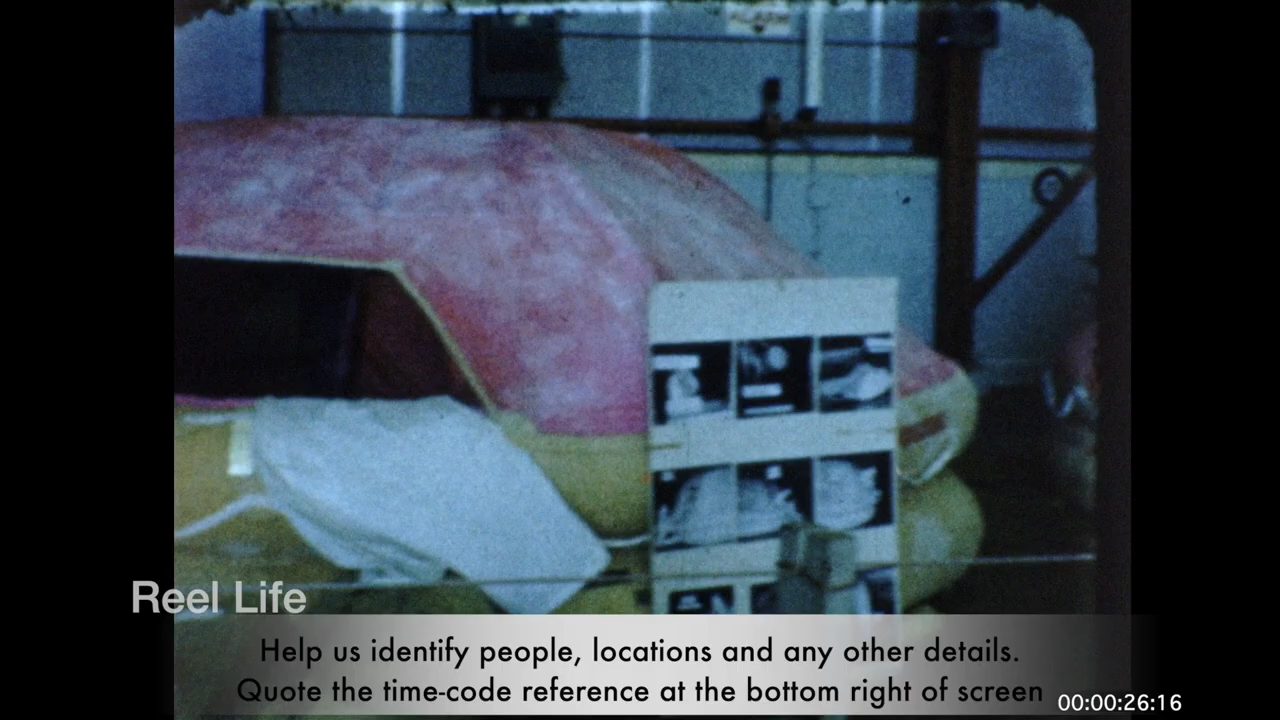 Reel Life
Help us identify people, locations and any other details.
Quote the time-code reference at the bottom right of screen
00:00:26:16